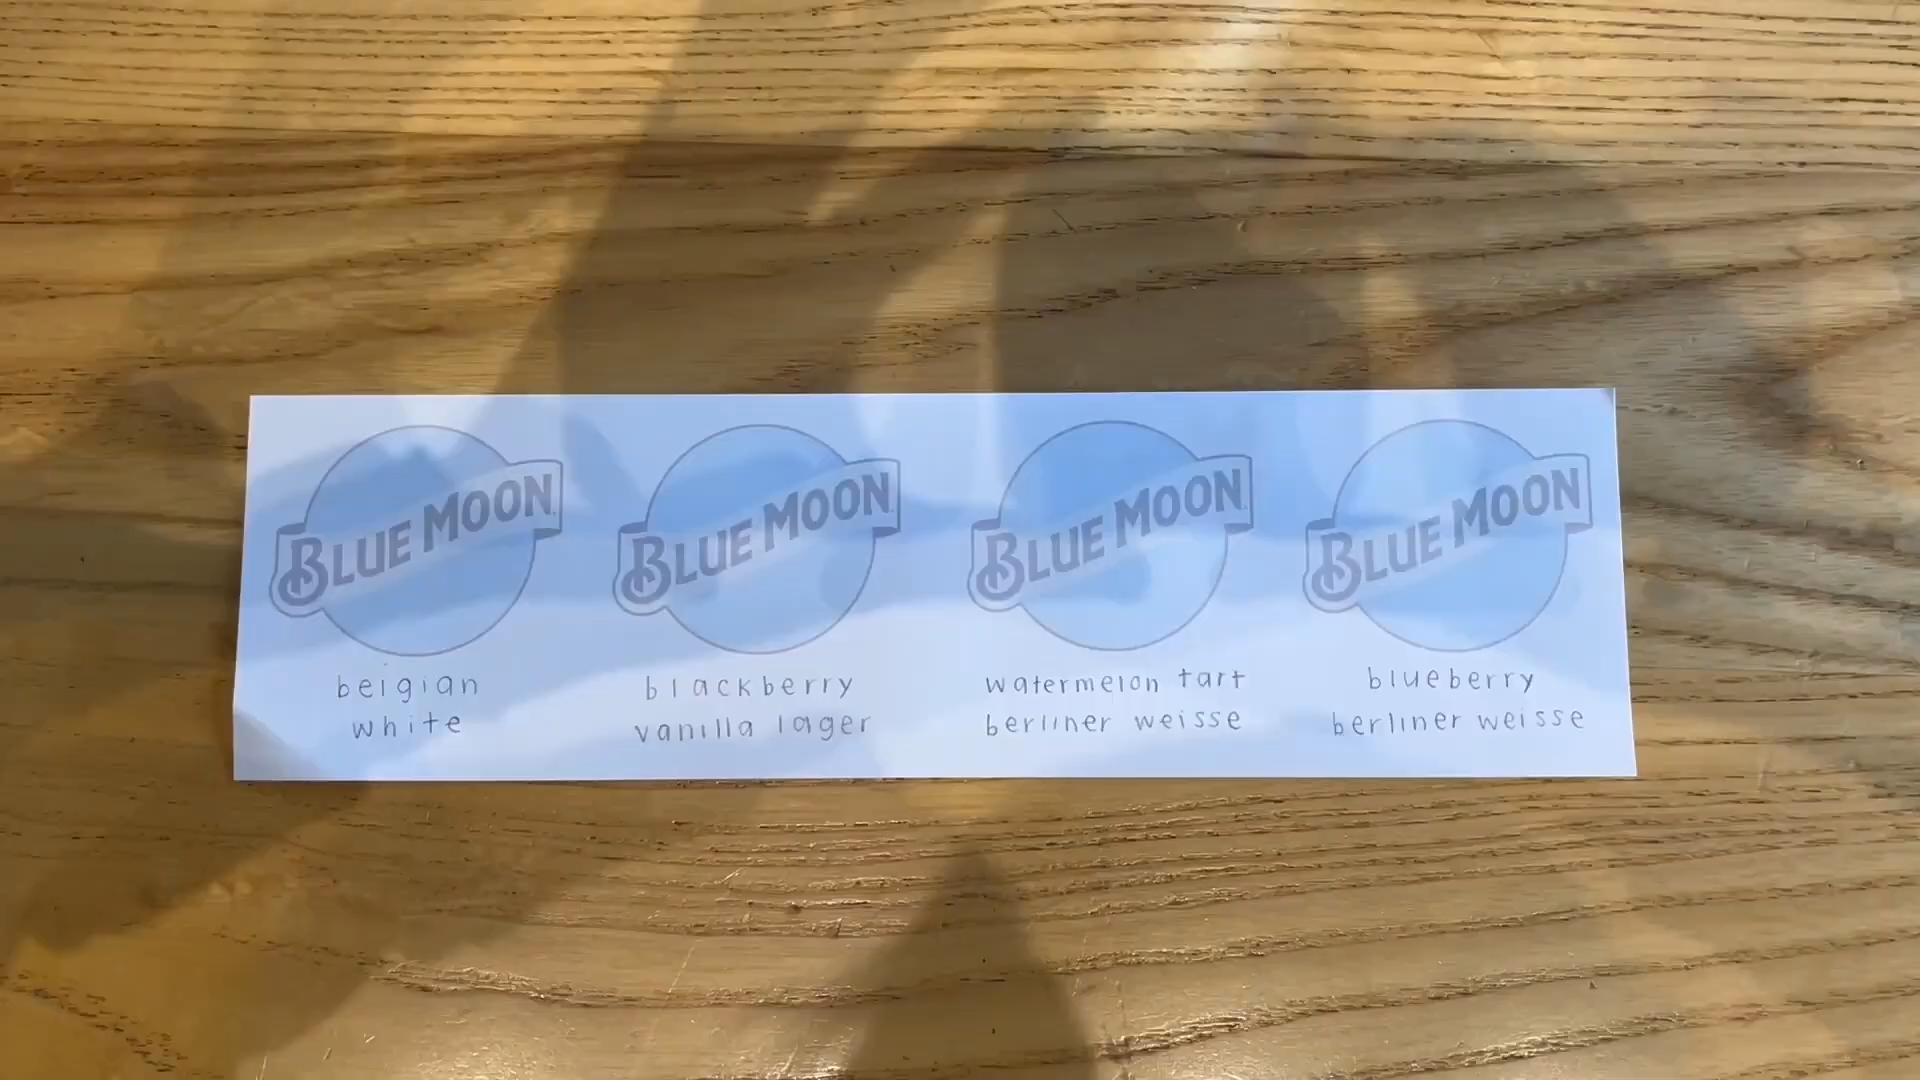 BLUE MOON
belgian
white
BLUE MOON
blackberry
vanilla lager
BLUE MOON
watermelon tart
berliner weisse
BLUE MOON
blueberry
berliner weisse